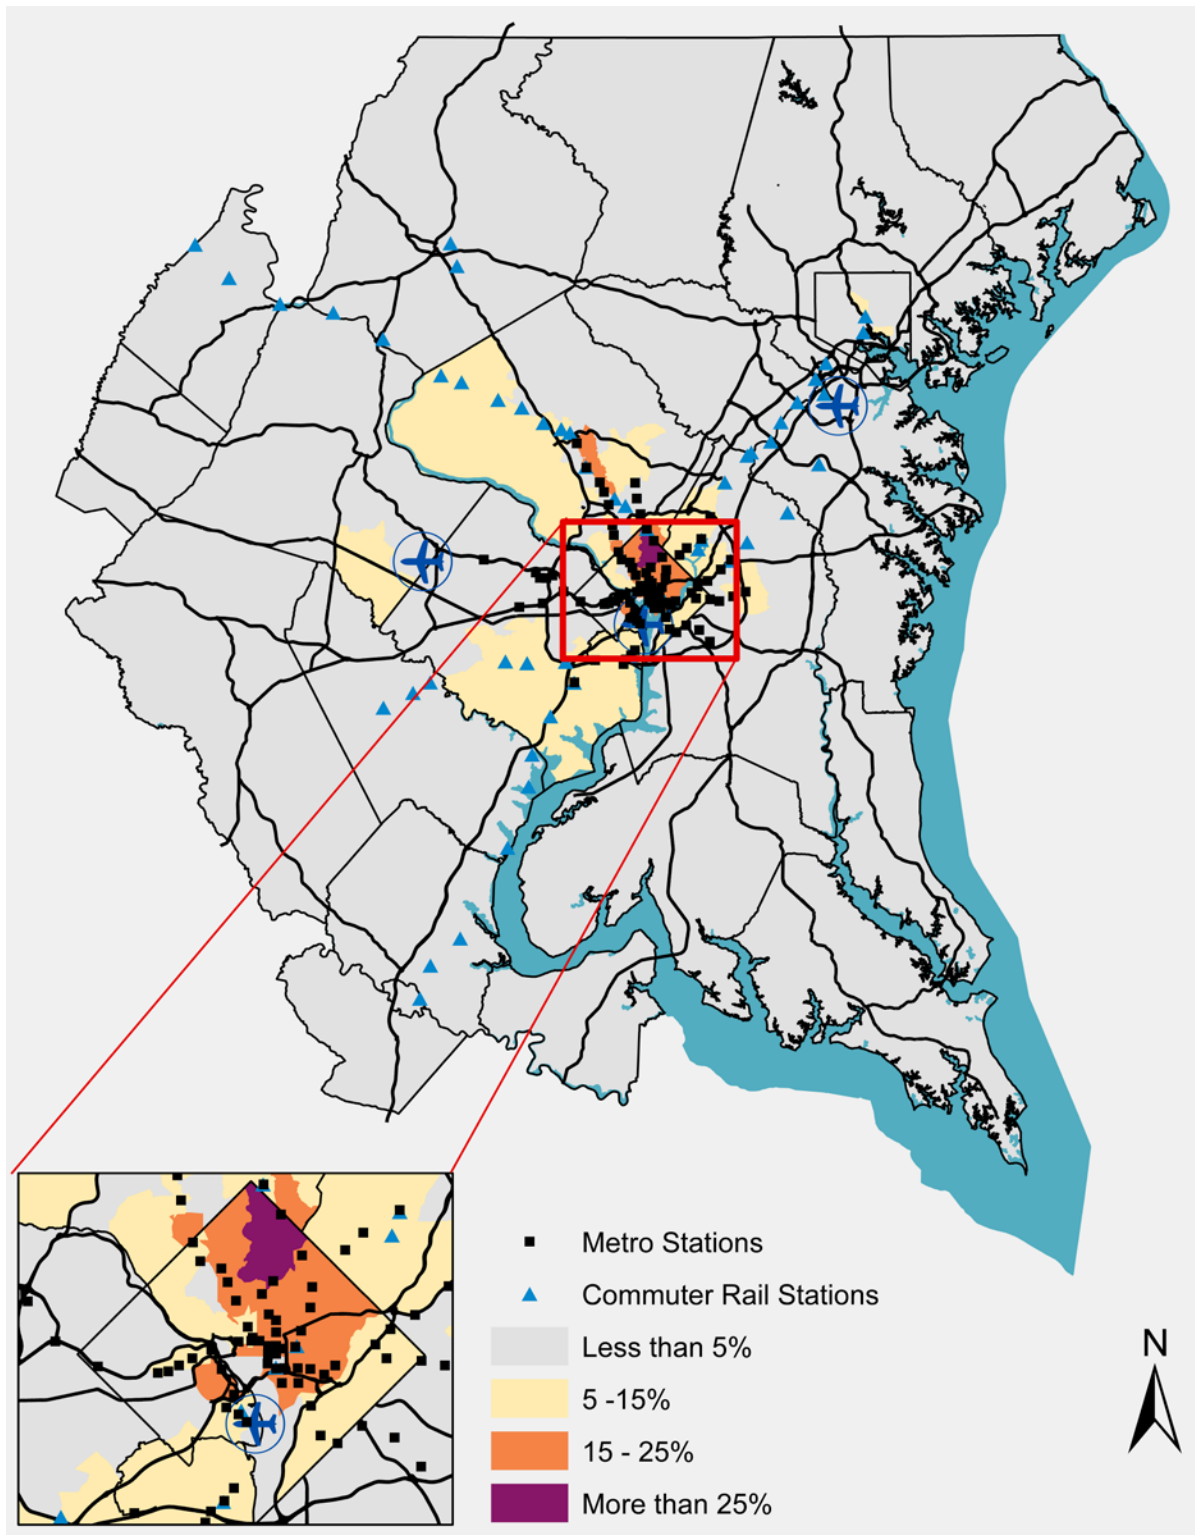 Metro Stations
Commuter Rail Stations
Less than 5%
5 -15%
15 - 25%
More than 25%
N